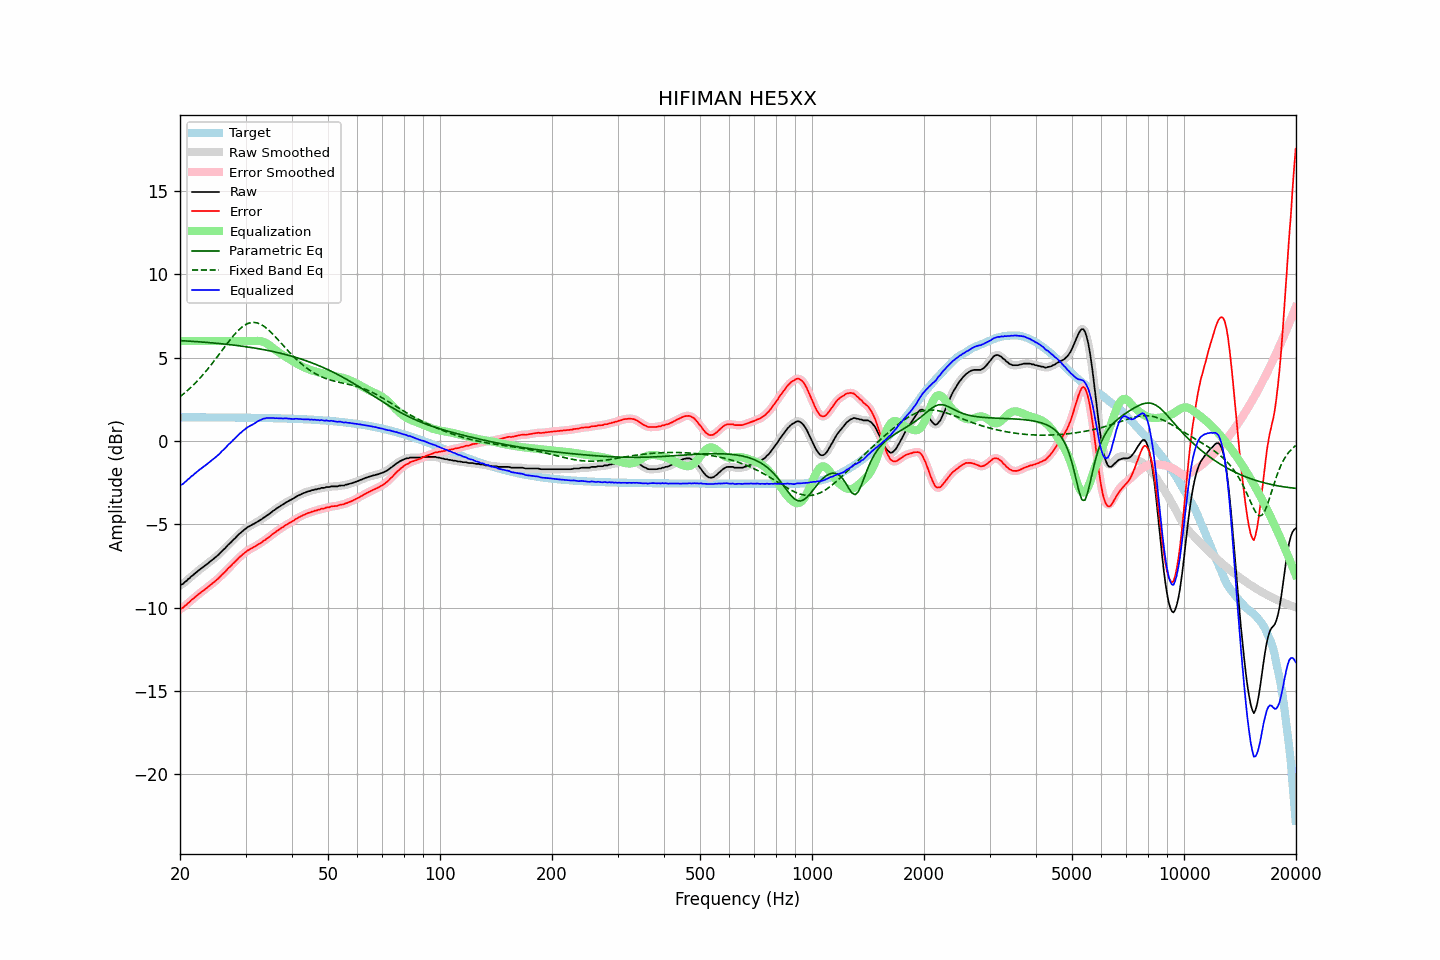 HIFIMAN HE5XX
Target
Raw Smoothed
Error Smoothed
Raw
Error
Equalization
Parametric Eq
Fixed Band Eq
Equalized
Amplitude (dBr)
15
10
5
0
−5
−10
−15
−20
20 50 100 200 500 1000 2000 5000 10000 20000
Frequency (Hz)